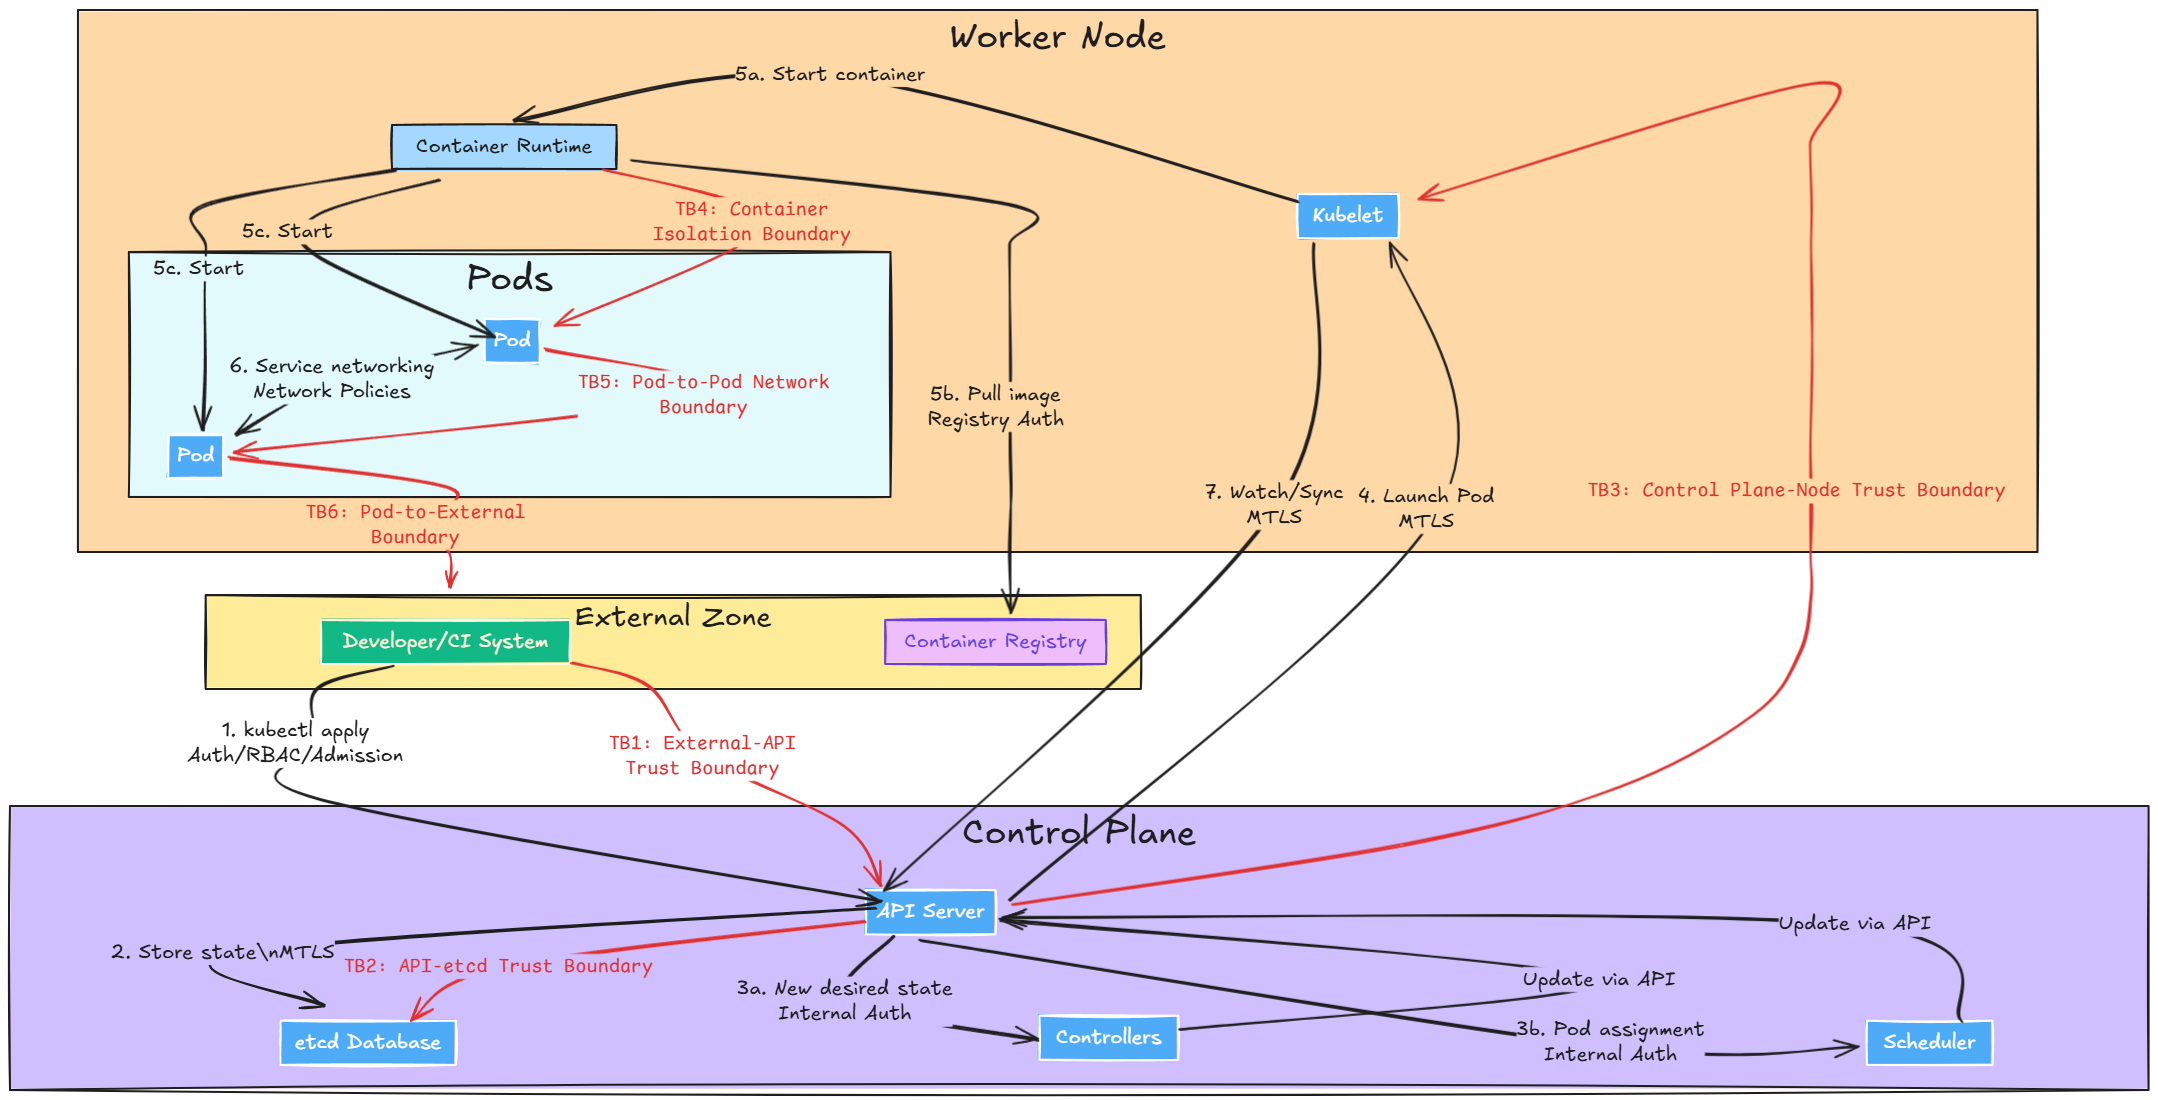 Worker Node
5a. Start container
Container Runtime
TB4: Container
Isolation Boundary
Kubelet
5c. Start
5c. Start
Pods
Pod
6. Service networking
Network Policies
TB5: Pod-to-Pod Network
Boundary
5b. Pull image
Registry Auth
Pod
TB6: Pod-to-External
Boundary
7. Watch/Sync
MTLS
4. Launch Pod
MTLS
TB3: Control Plane-Node Trust Boundary
External Zone
Developer/CI System
Container Registry
1. kubectl apply
Auth/RBAC/Admission
TB1: External-API
Trust Boundary
Control Plane
API Server
Update via API
2. Store state\nMTLS
TB2: API-etcd Trust Boundary
3a. New desired state
Internal Auth
Update via API
3b. Pod assignment
Internal Auth
etcd Database
Controllers
Scheduler